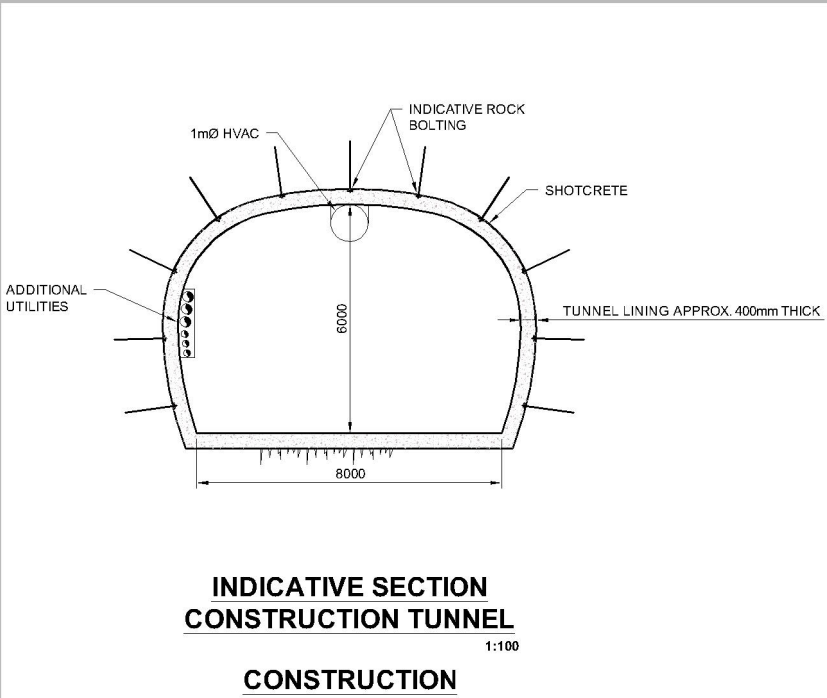 INDICATIVE ROCK
BOLTING
1mØ HVAC
SHOTCRETE
ADDITIONAL
UTILITIES
TUNNEL LINING APPROX. 400mm THICK
6000
8000
INDICATIVE SECTION
CONSTRUCTION TUNNEL
1:100
CONSTRUCTION